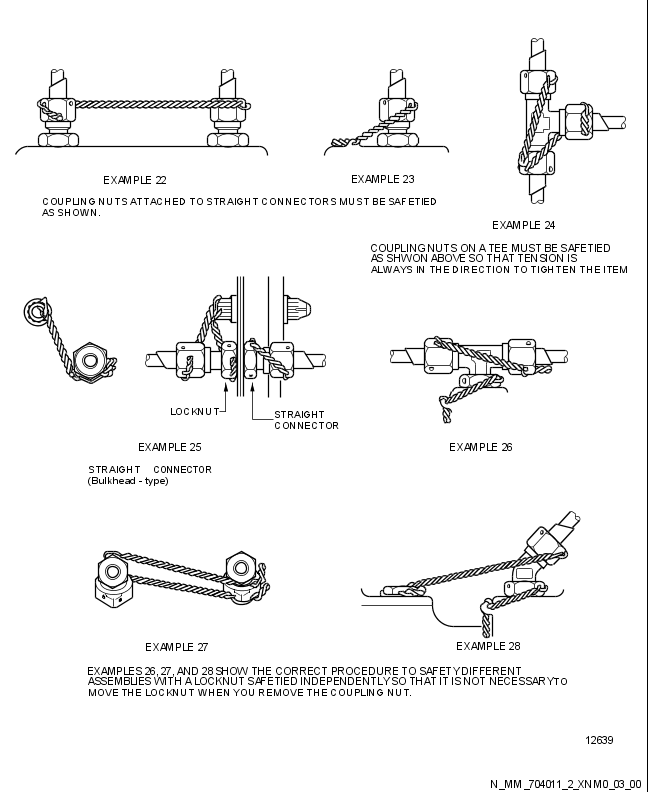 EXAMPLE 22
EXAMPLE 23
COUPLING NUTS ATTACHED TO STRAIGHT CONNECTORS MUST BE SAFETIED
AS SHOWN.
EXAMPLE 24
COUPLING NUTS ON A TEE MUST BE SAFETIED
AS SHWON ABOVE SO THAT TENSION IS
ALWAYS IN THE DIRECTION TO TIGHTEN THE ITEM
LOCKNUT
STRAIGHT
CONNECTOR
EXAMPLE 25
EXAMPLE 26
STRAIGHT CONNECTOR
(Bulkhead - type)
EXAMPLE 27
EXAMPLE 28
EXAMPLES 26, 27, AND 28 SHOW THE CORRECT PROCEDURE TO SAFETY DIFFERENT
ASSEMBLIES WITH A LOCKNUT SAFETIED INDEPENDENTLY SO THAT IT IS NOT NECESSARY TO
MOVE THE LOCKNUT WHEN YOU REMOVE THE COUPLING NUT.
12639
N_MM_704011_2_XNM0_03_00